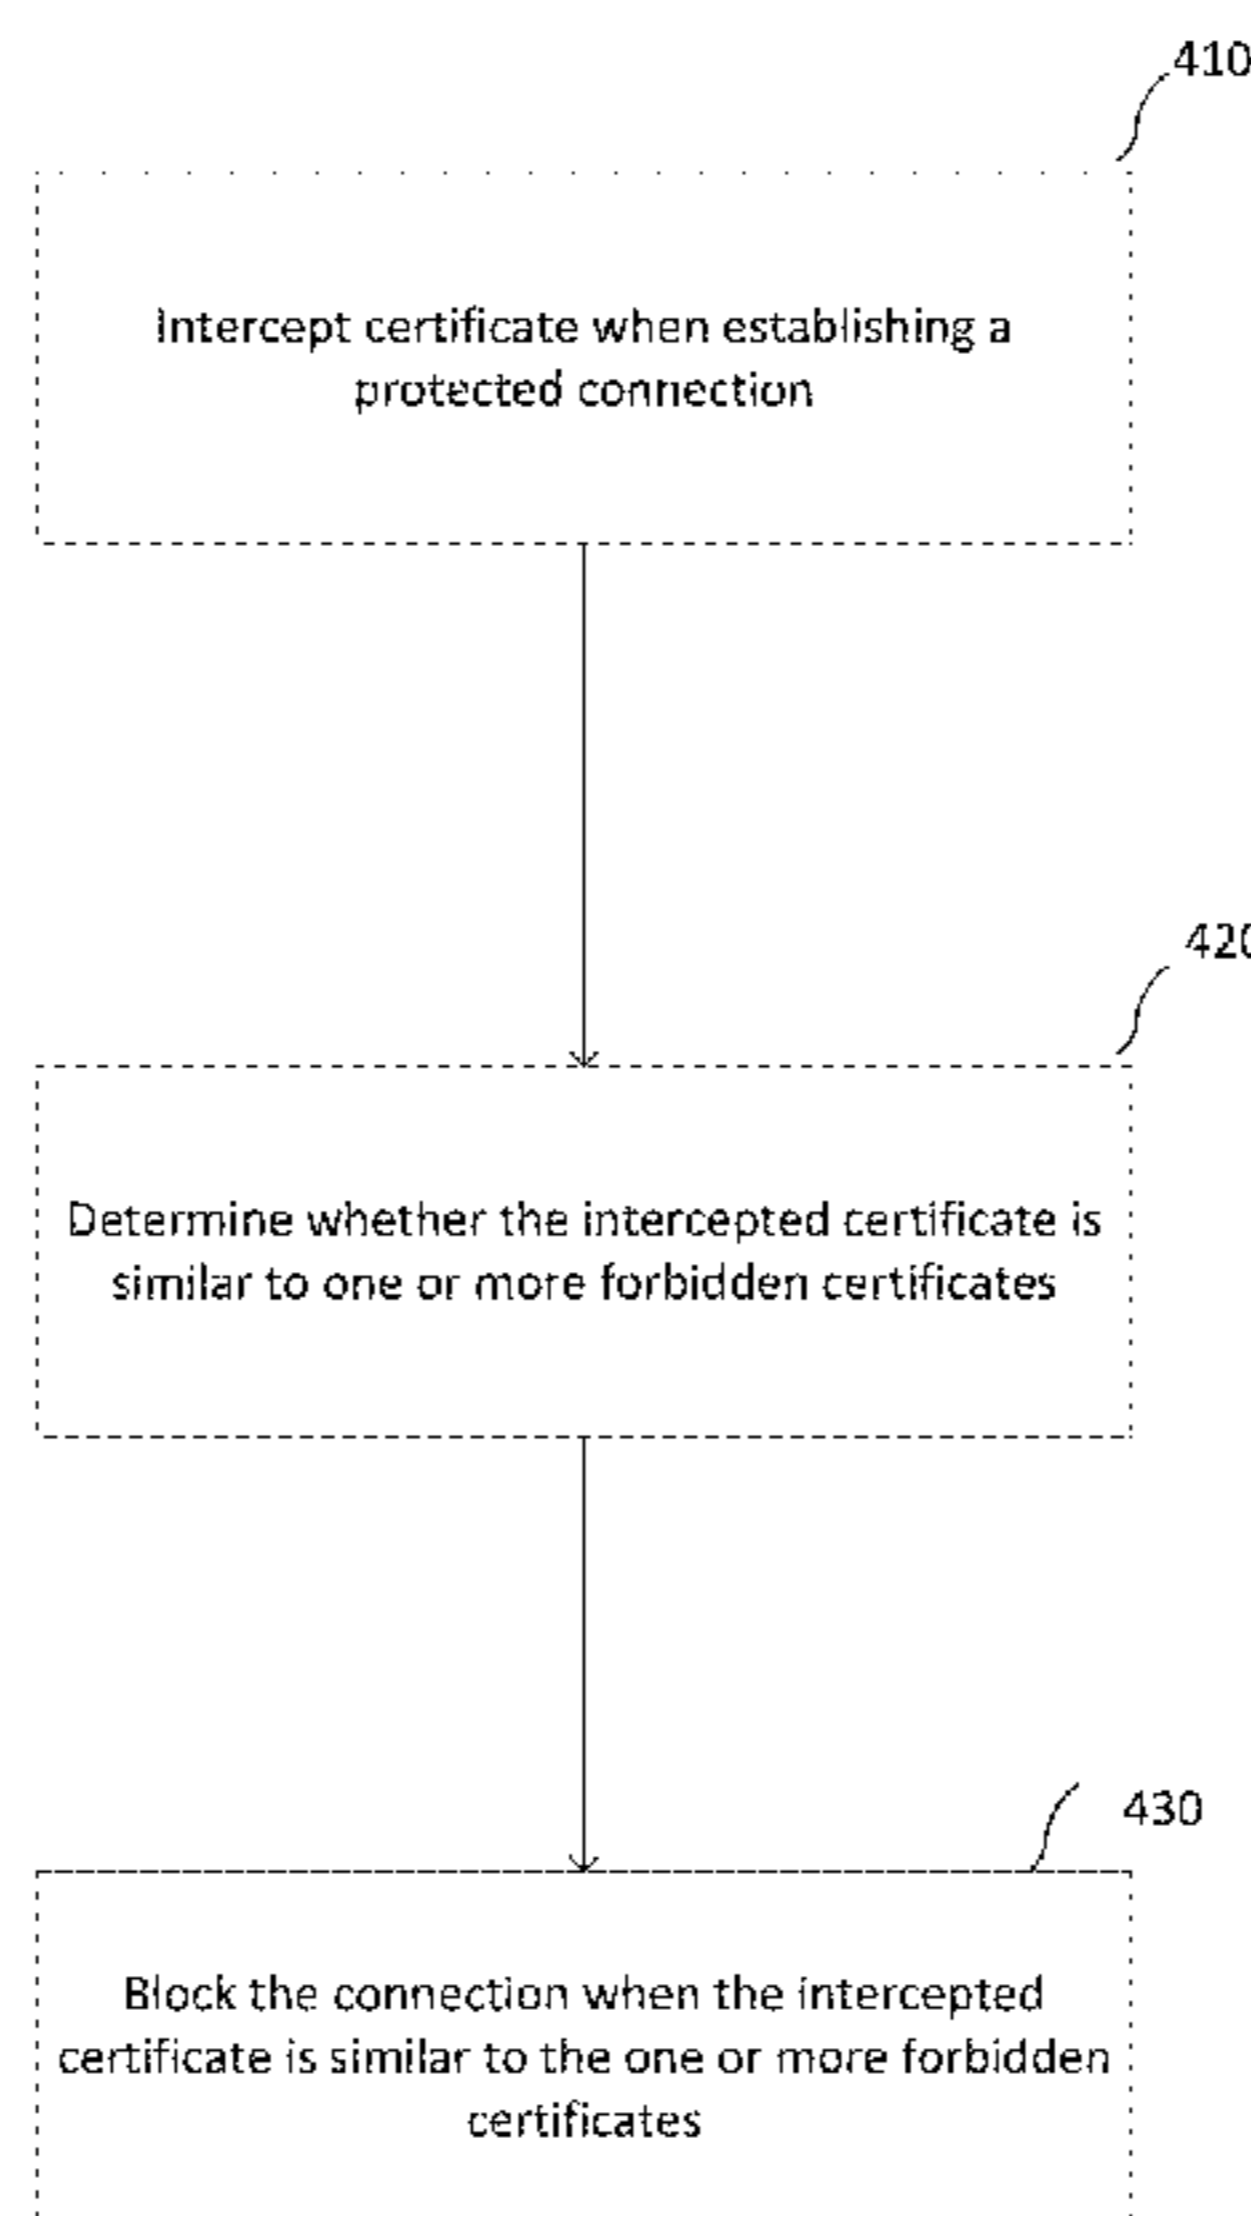 410
Intercept certificate when establishing a
protected connection
420
Determine whether the intercepted certificate is
similar to one or more forbidden certificates
430
Block the connection when the intercepted
certificate is similar to the one or more forbidden
certificates